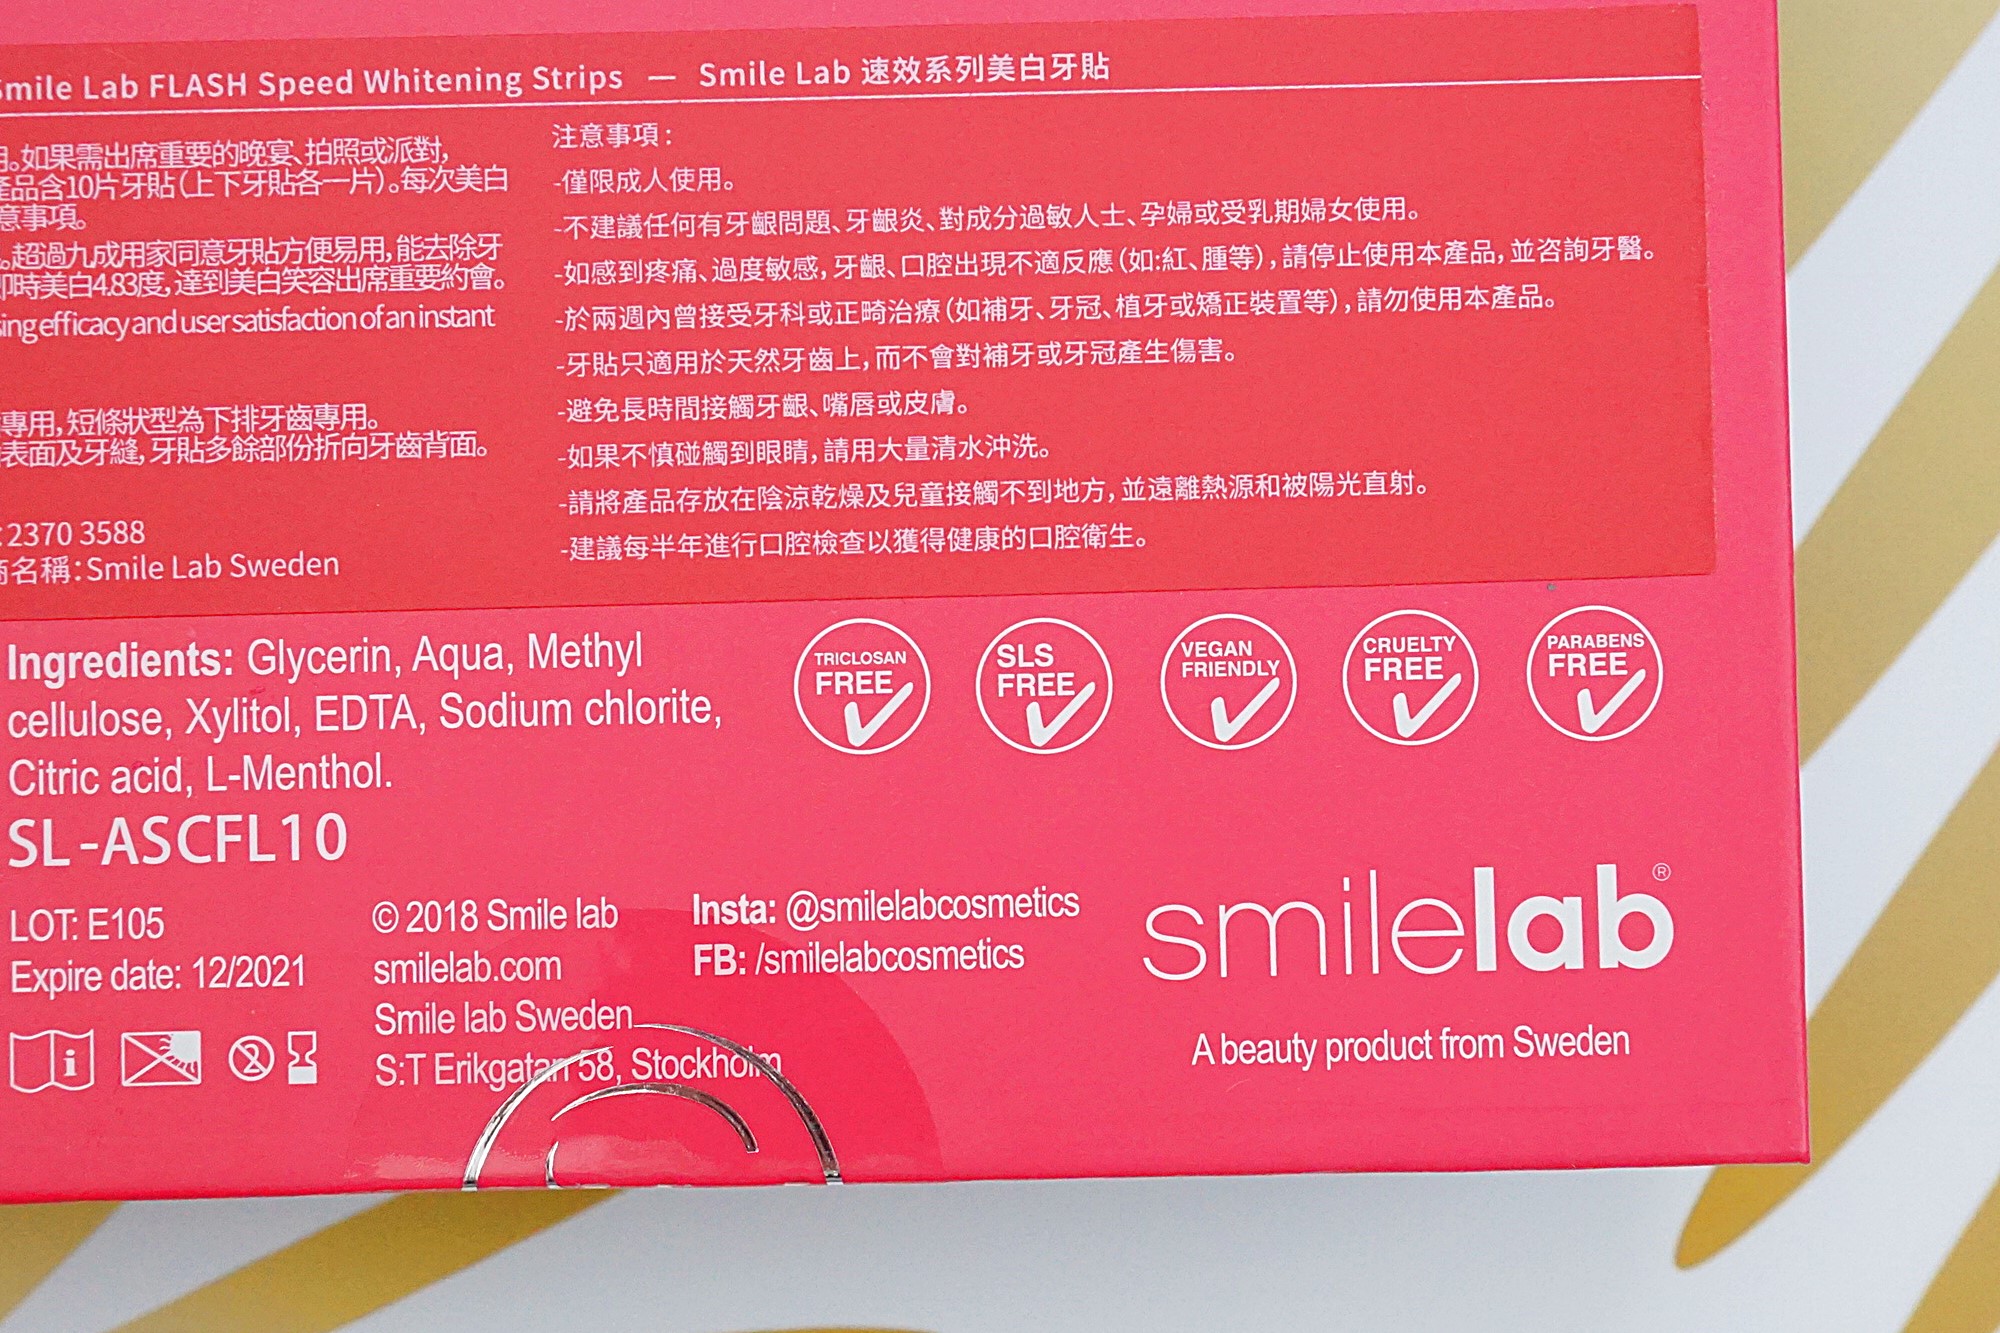 Smile Lab FLASH Speed Whitening Strips — Smile Lab 速效系列美白牙貼
用。如果需出席重要的晚宴、拍照或派對,
產品含10片牙貼(上下牙貼各一片)。每次美白
意事項。
。超過九成用家同意牙貼方便易用,能去除牙
即時美白4.83度,達到美白笑容出席重要約會。
sing efficacy and user satisfaction of an instant
專用,短條狀型為下排牙齒專用。
表面及牙縫,牙貼多餘部份折向牙齒背面。
:2370 3588
商名稱:Smile Lab Sweden
注意事項:
-僅限成人使用。
-不建議任何有牙齦問題、牙齦炎、對成分過敏人士、孕婦或受乳期婦女使用。
-如感到疼痛、過度敏感,牙齦、口腔出現不適反應(如:紅、腫等),請停止使用本產品,並咨詢牙醫。
-於兩週內曾接受牙科或正畸治療(如補牙、牙冠、植牙或矯正裝置等),請勿使用本產品。
-牙貼只適用於天然牙齒上,而不會對補牙或牙冠產生傷害。
-避免長時間接觸牙齦、嘴唇或皮膚。
-如果不慎碰觸到眼睛,請用大量清水沖洗。
-請將產品存放在陰涼乾燥及兒童接觸不到地方,並遠離熱源和被陽光直射。
-建議每半年進行口腔檢查以獲得健康的口腔衛生。
Ingredients: Glycerin, Aqua, Methyl
cellulose, Xylitol, EDTA, Sodium chlorite,
Citric acid, L-Menthol.
SL-ASCFL10
TRICLOSAN
FREE
SLS
FREE
VEGAN
FRIENDLY
CRUELTY
FREE
PARABENS
FREE
LOT: E105
Expire date: 12/2021
© 2018 Smile lab
smilelab.com
Smile lab Sweden
S:T Erikgatan 58, Stockholm
Insta: @smilelabcosmetics
FB: /smilelabcosmetics
smilelab®
A beauty product from Sweden